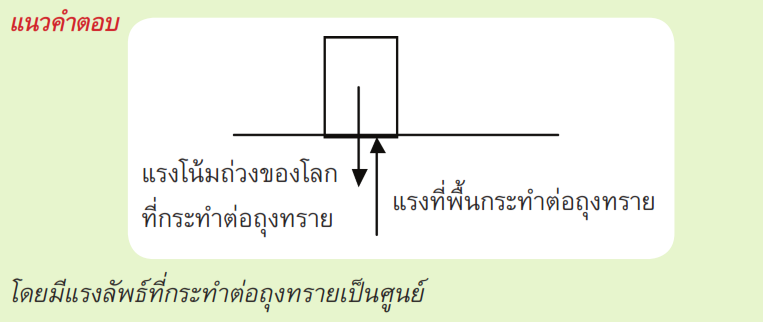 แนวคำตอบ
แรงโน้มถ่วงของโลก
ที่กระทำต่อถุงทราย
แรงที่พื้นกระทำต่อถุงทราย
โดยมีแรงลัพธ์ที่กระทำต่อถุงทรายเป็นศูนย์